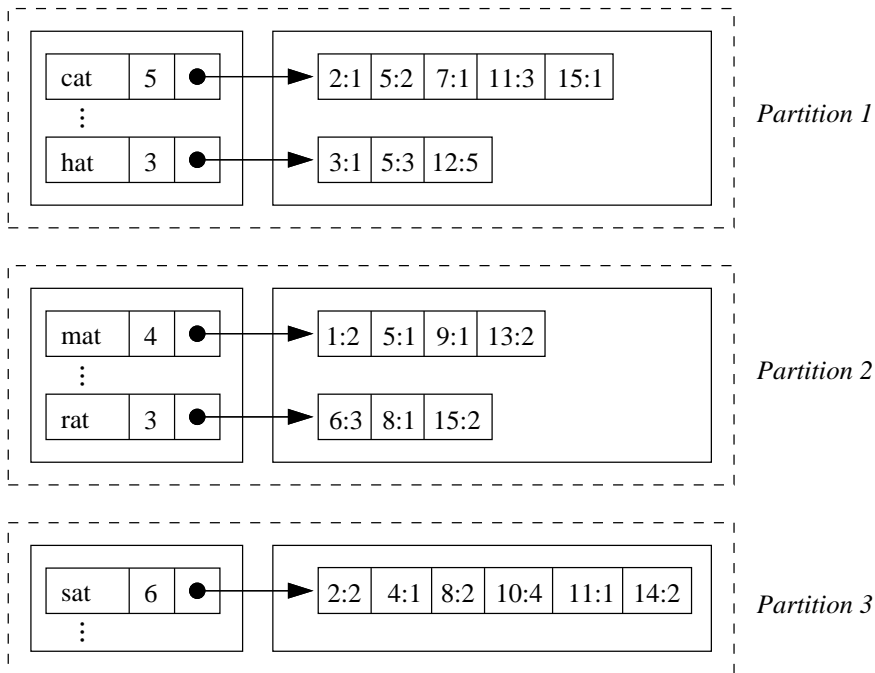 cat 5 2:1 5:2 7:1 11:3 15:1
Partition 1
hat 3 3:1 5:3 12:5
mat 4 1:2 5:1 9:1 13:2
Partition 2
rat 3 6:3 8:1 15:2
sat 6 2:2 4:1 8:2 10:4 11:1 14:2
Partition 3